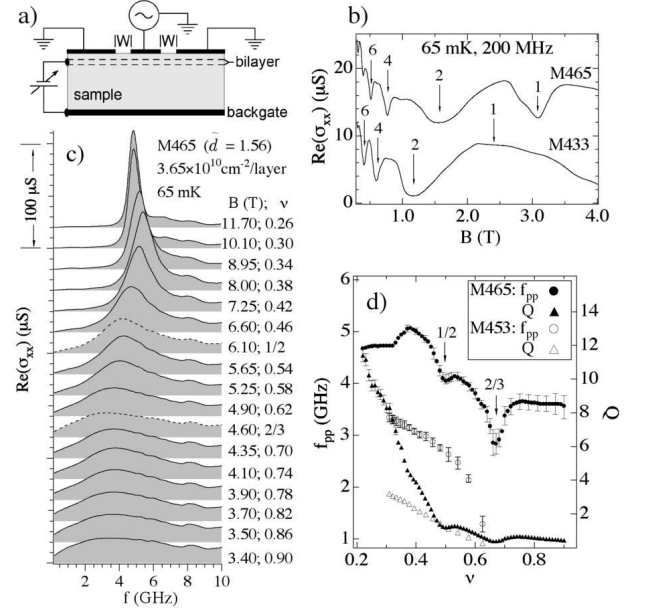 a)
|W| |W|
bilayer
sample
backgate
b)
65 mK, 200 MHz
Re(σxx) (μS)
20
10
0
6 4 2 1 M465
6 4 2 1 M433
1.0 2.0 3.0 4.0
B (T)
c)
M465 (d̃ = 1.56)
3.65×10¹⁰cm⁻²/layer
65 mK
B (T); ν
100 μS
Re(σxx) (μS)
11.70; 0.26
10.10; 0.30
8.95; 0.34
8.00; 0.38
7.25; 0.42
6.60; 0.46
6.10; 1/2
5.65; 0.54
5.25; 0.58
4.90; 0.62
4.60; 2/3
4.35; 0.70
4.10; 0.74
3.90; 0.78
3.70; 0.82
3.50; 0.86
3.40; 0.90
2 4 6 8 10
f (GHz)
d)
M465: fpp
Q
M453: fpp
Q
1/2
2/3
fpp (GHz)
6
5
4
3
2
1
Q
14
12
10
8
6
4
2
0.2 0.4 0.6 0.8
ν